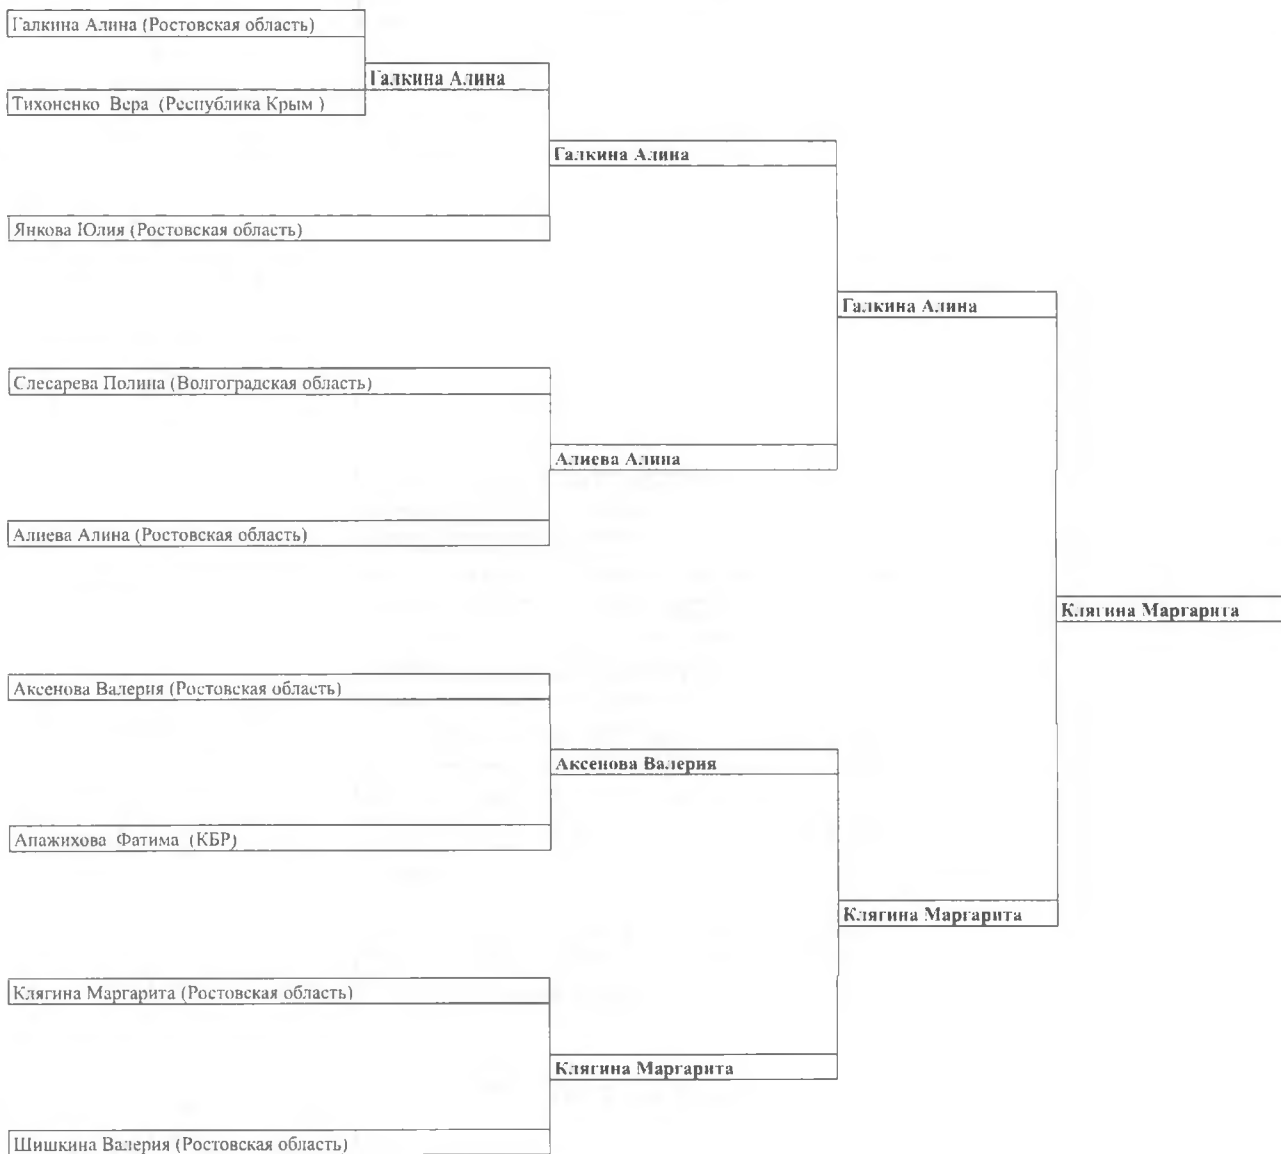 Галкина Алина (Ростовская область)
Галкина Алина
Тихоненко Вера (Республика Крым )
Галкина Алина
Янкова Юлия (Ростовская область)
Галкина Алина
Слесарева Полина (Волгоградская область)
Алиева Алина
Алиева Алина (Ростовская область)
Клягина Маргарита
Аксенова Валерия (Ростовская область)
Аксенова Валерия
Апажихова Фатима (КБР)
Клягина Маргарита
Клягина Маргарита (Ростовская область)
Клягина Маргарита
Шишкина Валерия (Ростовская область)